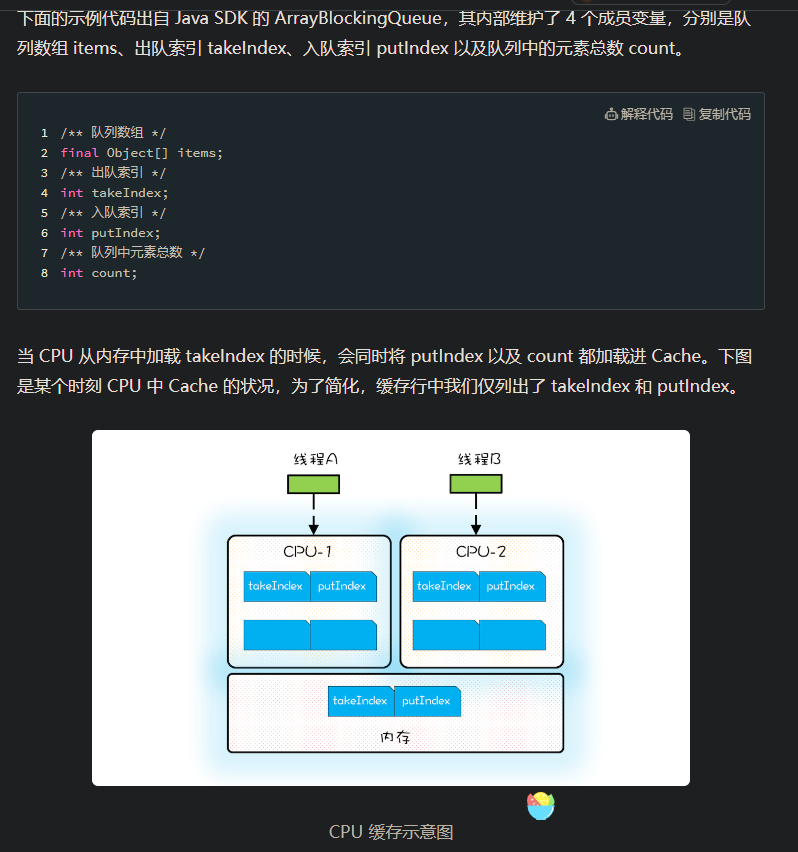 下面的示例代码出自 Java SDK 的 ArrayBlockingQueue，其内部维护了 4 个成员变量，分别是队
列数组 items、出队索引 takeIndex、入队索引 putIndex 以及队列中的元素总数 count。
解释代码 复制代码
1 /** 队列数组 */
2 final Object[] items;
3 /** 出队索引 */
4 int takeIndex;
5 /** 入队索引 */
6 int putIndex;
7 /** 队列中元素总数 */
8 int count;
当 CPU 从内存中加载 takeIndex 的时候，会同时将 putIndex 以及 count 都加载进 Cache。下图
是某个时刻 CPU 中 Cache 的状况，为了简化，缓存行中我们仅列出了 takeIndex 和 putIndex。
线程A 线程B
CPU-1 CPU-2
takeIndex putIndex takeIndex putIndex
takeIndex putIndex
内存
CPU 缓存示意图